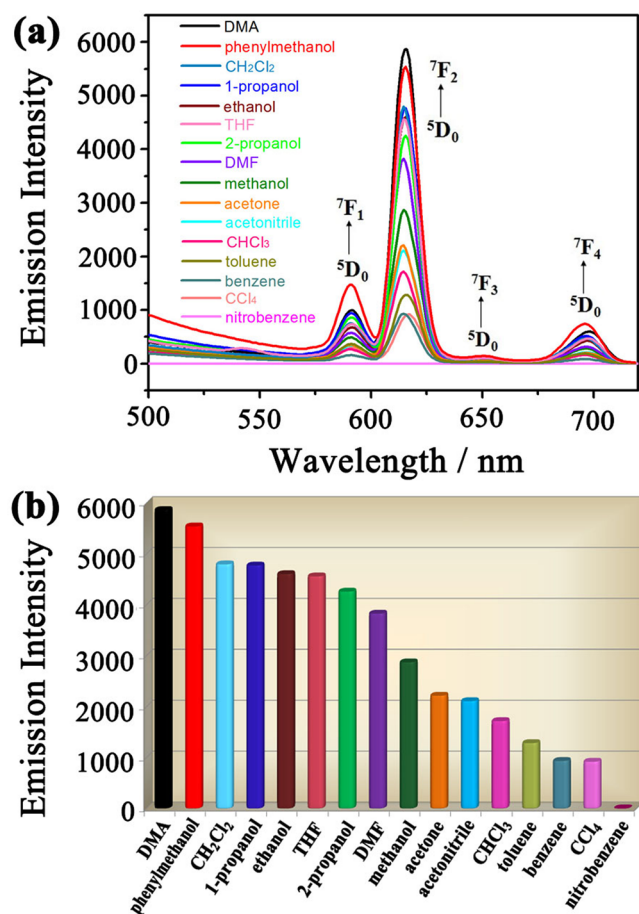 (a)
Emission Intensity
6000
5000
4000
3000
2000
1000
0
DMA
phenylmethanol
CH₂Cl₂
1-propanol
ethanol
THF
2-propanol
DMF
methanol
acetone
acetonitrile
CHCl₃
toluene
benzene
CCl₄
nitrobenzene
⁷F₁
⁵D₀
⁷F₂
⁵D₀
⁷F₃
⁵D₀
⁷F₄
⁵D₀
500 550 600 650 700
Wavelength / nm
(b)
Emission Intensity
6000
5000
4000
3000
2000
1000
0
DMA
phenylmethanol
CH₂Cl₂
1-propanol
ethanol
THF
2-propanol
DMF
methanol
acetone
acetonitrile
CHCl₃
toluene
benzene
CCl₄
nitrobenzene